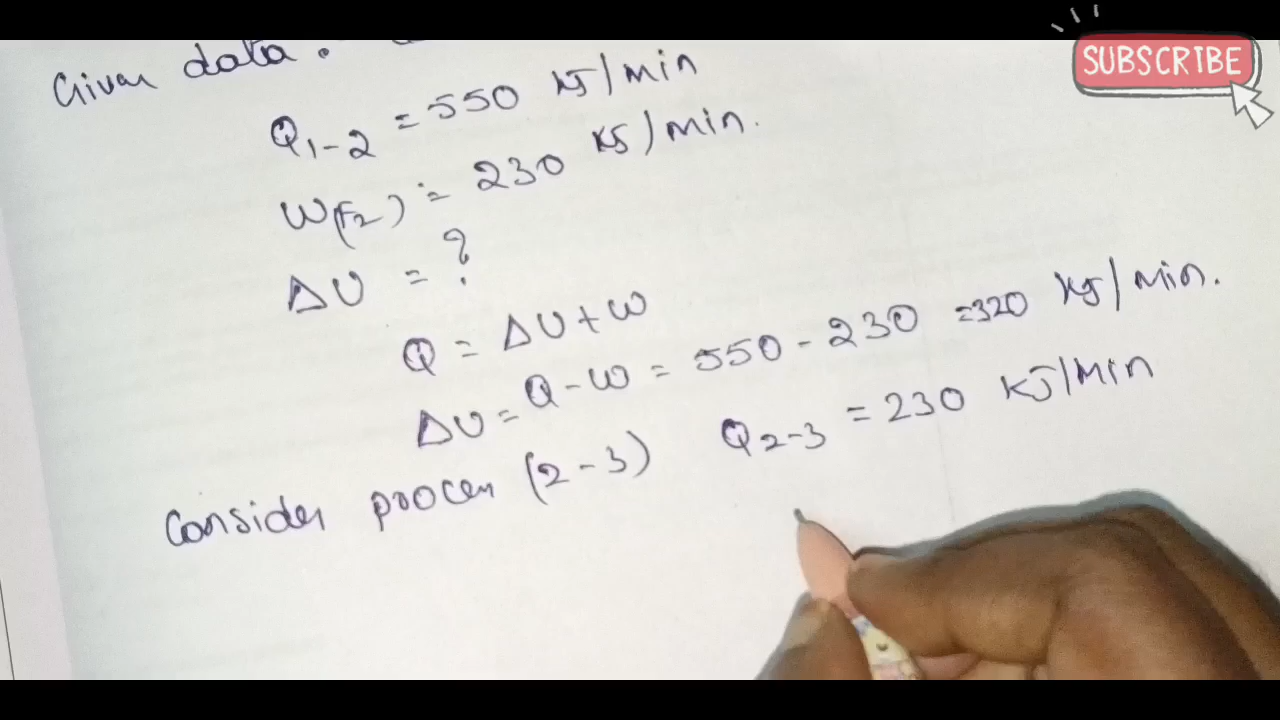 SUBSCRIBE
Given data.
Q1-2 = 550 KJ/min
W(1-2) = 230 KJ/min.
ΔU = ?
Q = ΔU + W
ΔU = Q - W = 550 - 230 = 320 KJ/min.
Consider process (2-3) Q2-3 = 230 KJ/min